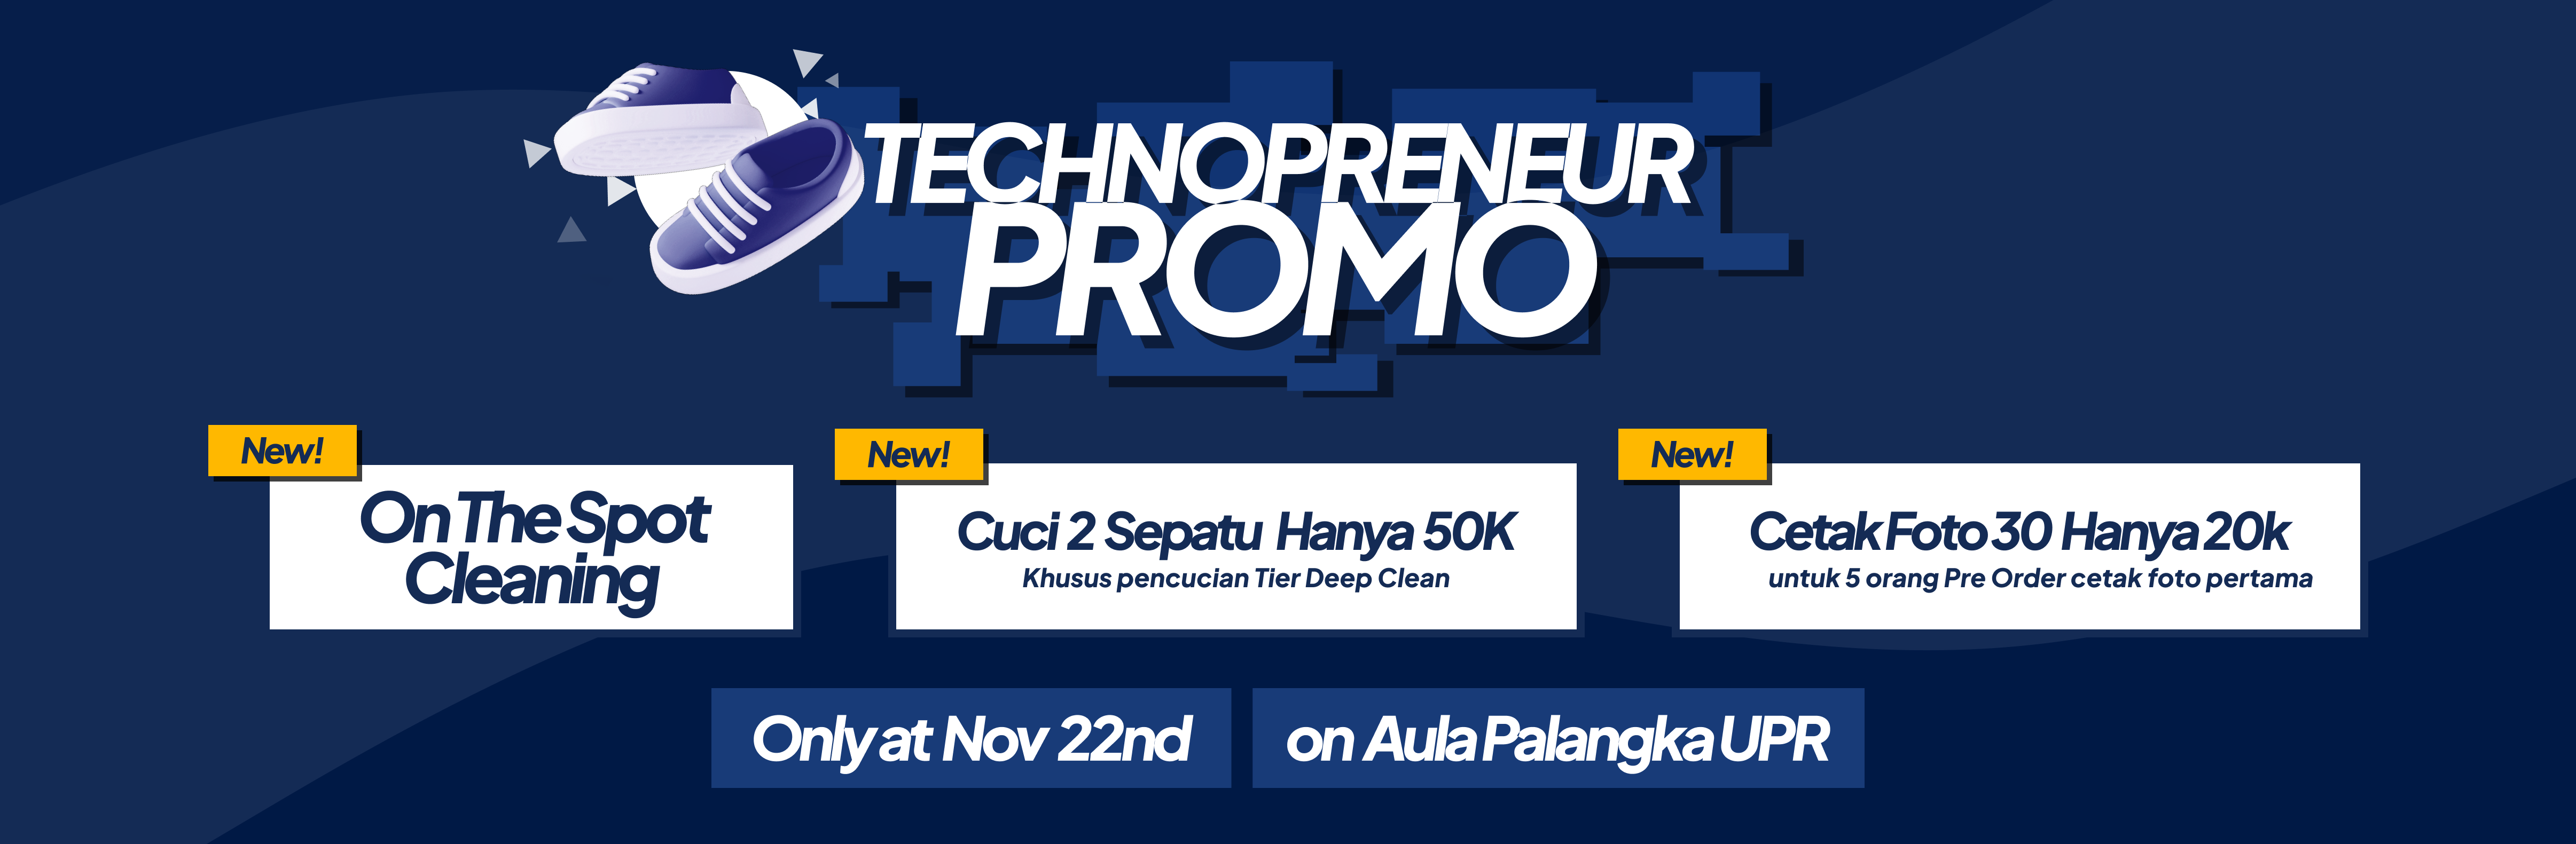 TECHNOPRENEUR
PROMO
New!
On The Spot
Cleaning
New!
Cuci 2 Sepatu Hanya 50K
Khusus pencucian Tier Deep Clean
New!
Cetak Foto 30 Hanya 20k
untuk 5 orang Pre Order cetak foto pertama
Only at Nov 22nd
on Aula Palangka UPR